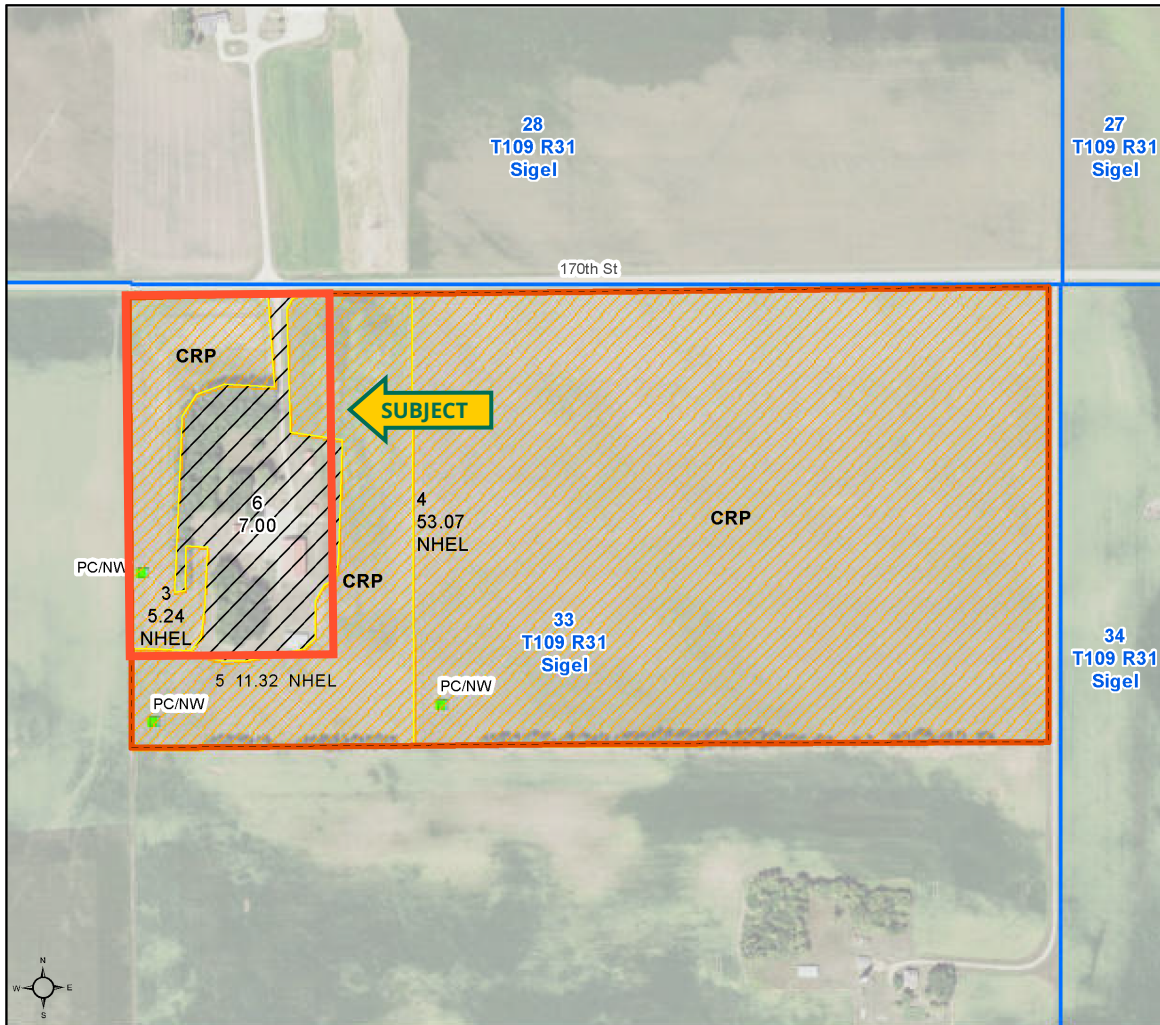 28
T109 R31
Sigel
27
T109 R31
Sigel
170th St
CRP
SUBJECT
6
7.00
4
53.07
NHEL
CRP
PC/NW
CRP
3
5.24
NHEL
33
T109 R31
Sigel
34
T109 R31
Sigel
5 11.32 NHEL
PC/NW
PC/NW
N
W E
S